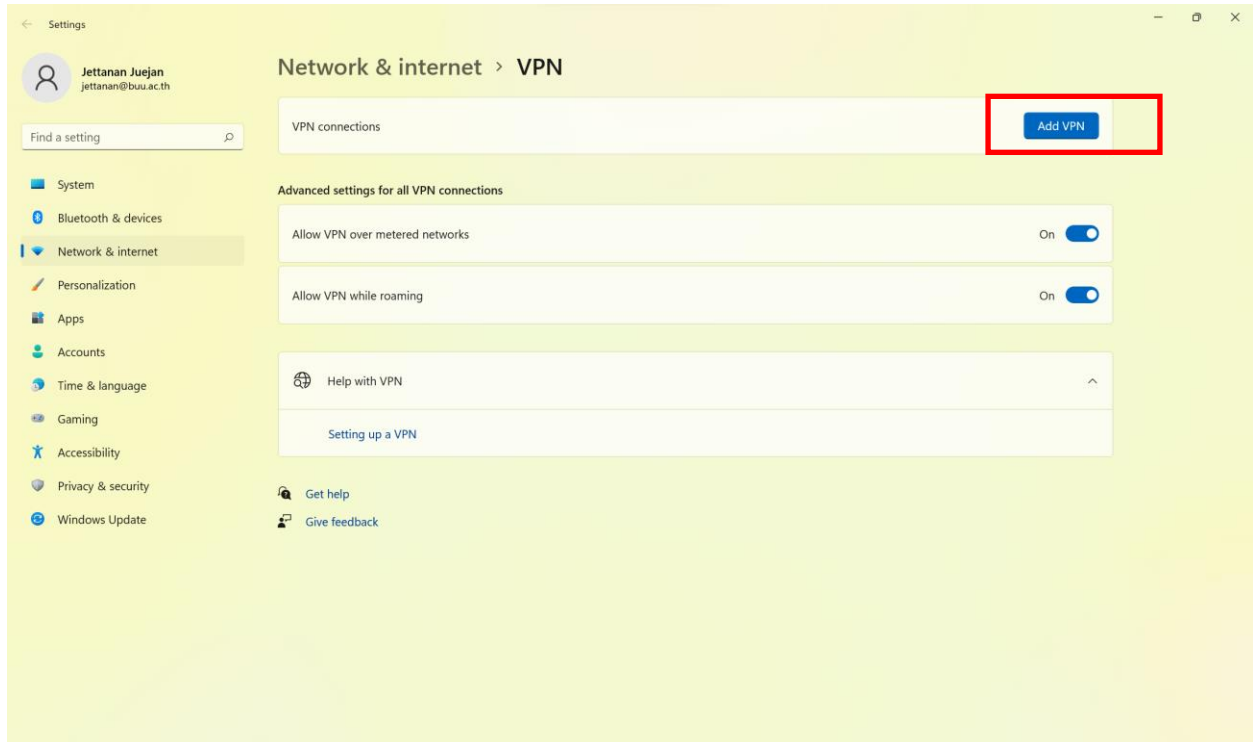 Settings
Jettanan Juejan
jettanan@buu.ac.th
Find a setting
System
Bluetooth & devices
Network & internet
Personalization
Apps
Accounts
Time & language
Gaming
Accessibility
Privacy & security
Windows Update
Network & internet > VPN
VPN connections
Add VPN
Advanced settings for all VPN connections
Allow VPN over metered networks
On
Allow VPN while roaming
On
Help with VPN
Setting up a VPN
Get help
Give feedback